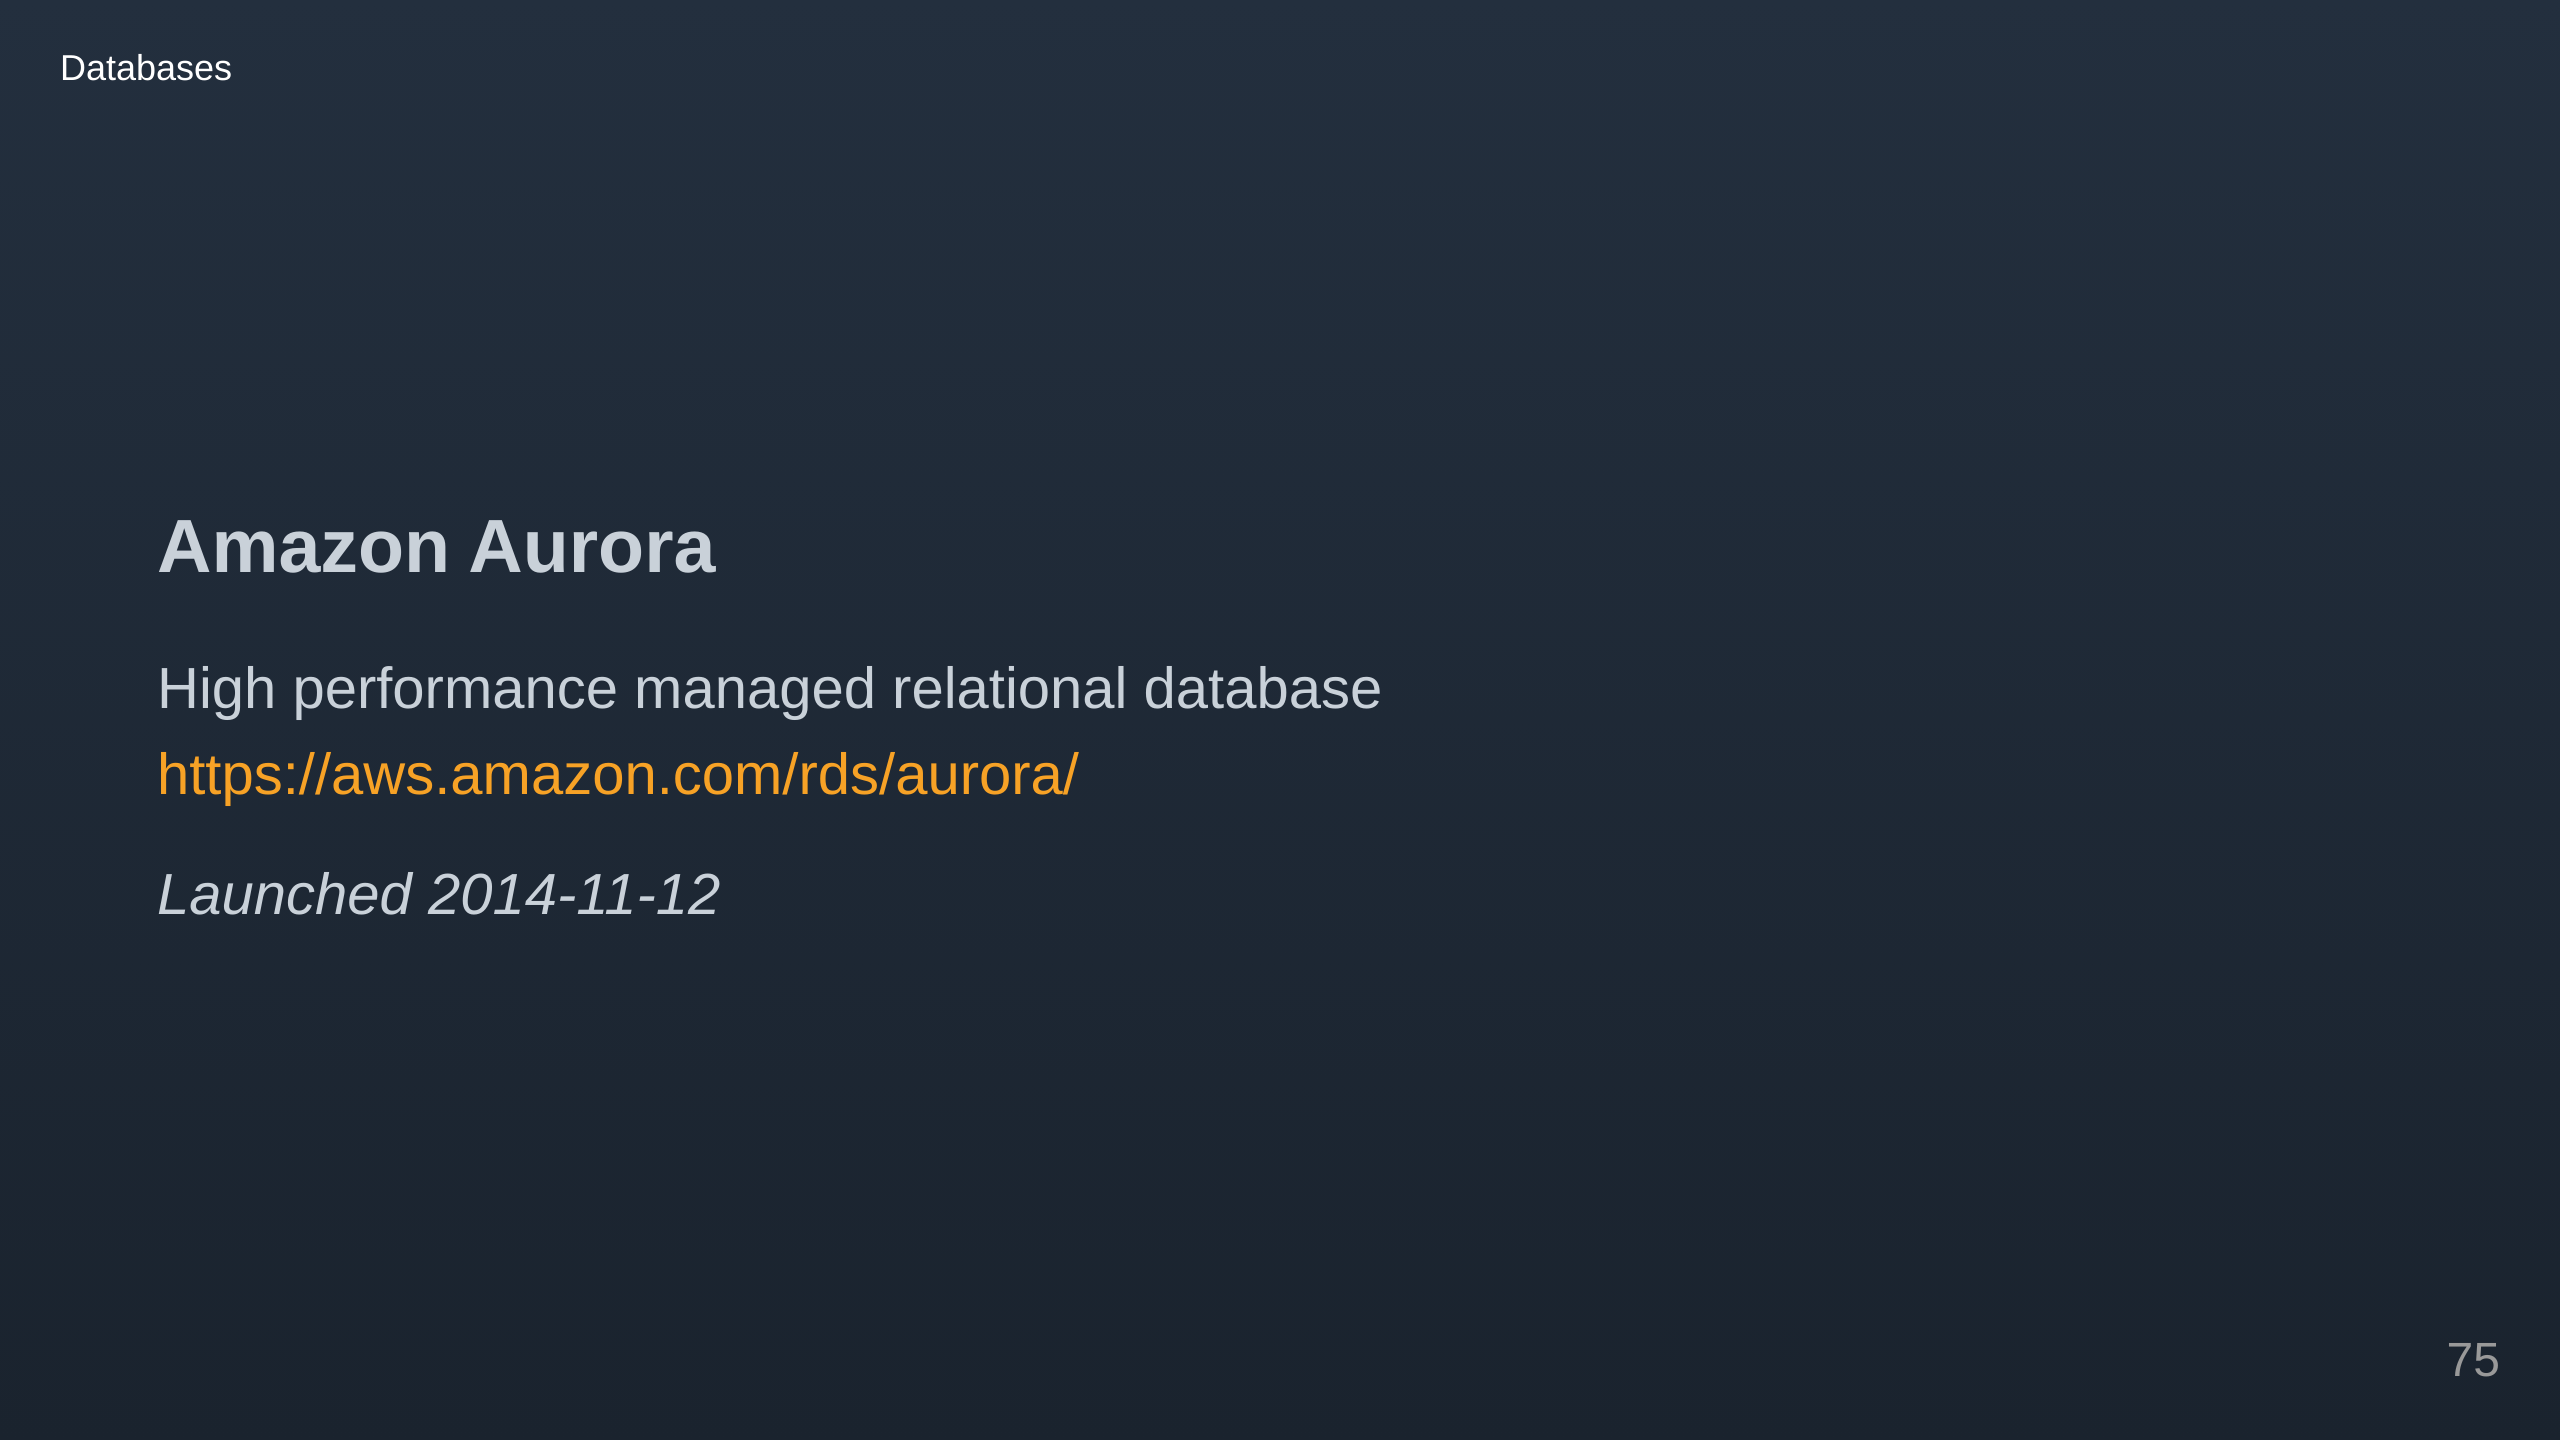 Databases
Amazon Aurora
High performance managed relational database
https://aws.amazon.com/rds/aurora/
Launched 2014-11-12
75